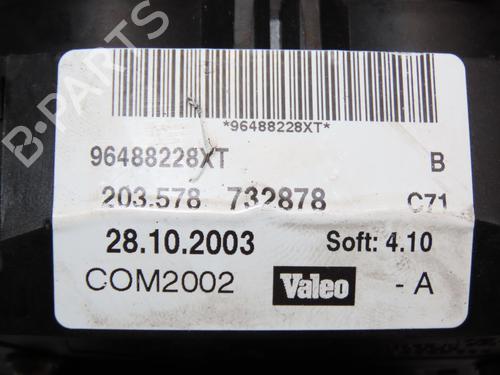 *96488228XT*
96488228XT B
203.578 732878 C71
28.10.2003 Soft: 4.10
COM2002 Valeo - A
B-PARTS